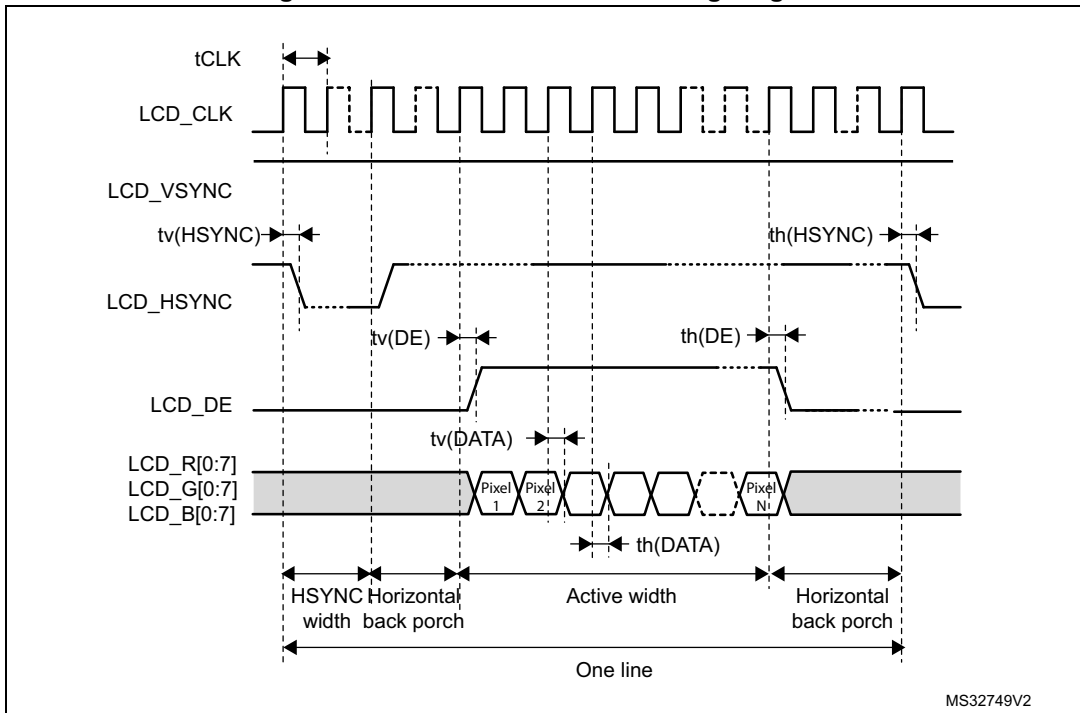 tCLK
LCD_CLK
LCD_VSYNC
tv(HSYNC)
th(HSYNC)
LCD_HSYNC
tv(DE)
th(DE)
LCD_DE
tv(DATA)
LCD_R[0:7]
LCD_G[0:7]
LCD_B[0:7]
Pixel
1
Pixel
2
Pixel
N
th(DATA)
HSYNC
width
Horizontal
back porch
Active width
Horizontal
back porch
One line
MS32749V2